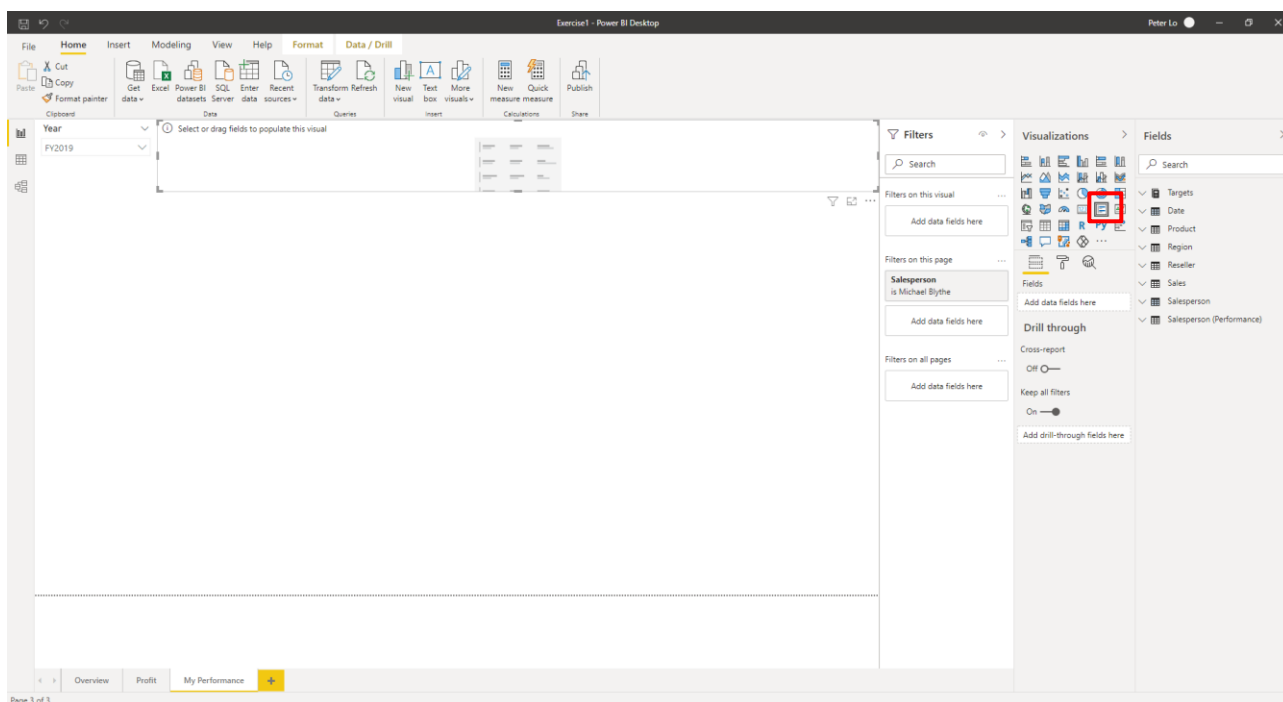 Exercise1 - Power BI Desktop
Peter Lo
File Home Insert Modeling View Help Format Data / Drill
Paste
Cut
Copy
Format painter
Clipboard
Get data
Excel
Power BI datasets
SQL Server
Enter data
Recent sources
Data
Transform data
Refresh
Queries
New visual
Text box
More visuals
Insert
New measure
Quick measure
Calculations
Publish
Share
Year
FY2019
Select or drag fields to populate this visual
Filters
Search
Filters on this visual
Add data fields here
Filters on this page
Salesperson
is Michael Blythe
Add data fields here
Filters on all pages
Add data fields here
Visualizations
R Py
Fields
Add data fields here
Drill through
Cross-report
Off
Keep all filters
On
Add drill-through fields here
Fields
Search
Targets
Date
Product
Region
Reseller
Sales
Salesperson
Salesperson (Performance)
Overview Profit My Performance +
Page 3 of 3